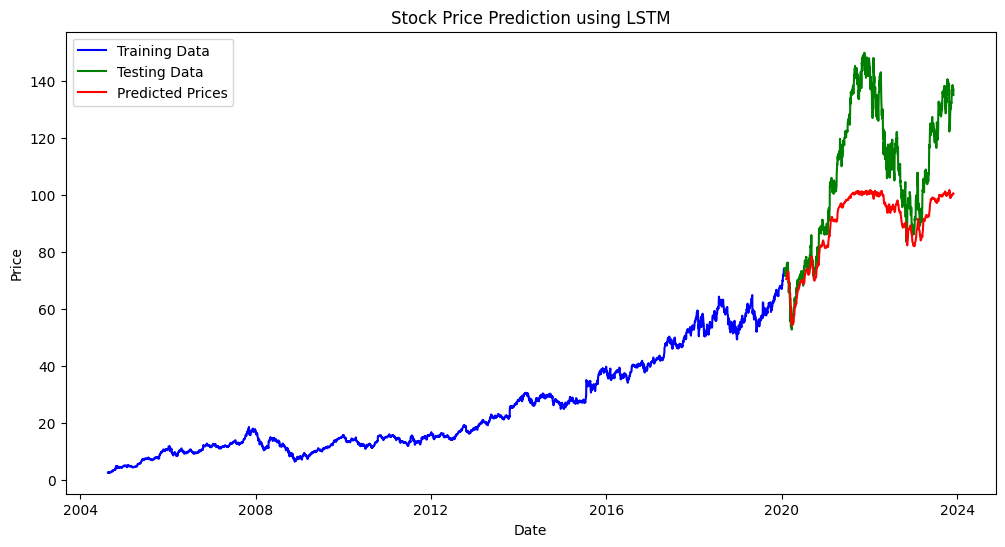 Stock Price Prediction using LSTM
Training Data
Testing Data
Predicted Prices
140
120
100
80
60
40
20
0
Price
2004
2008
2012
2016
2020
2024
Date